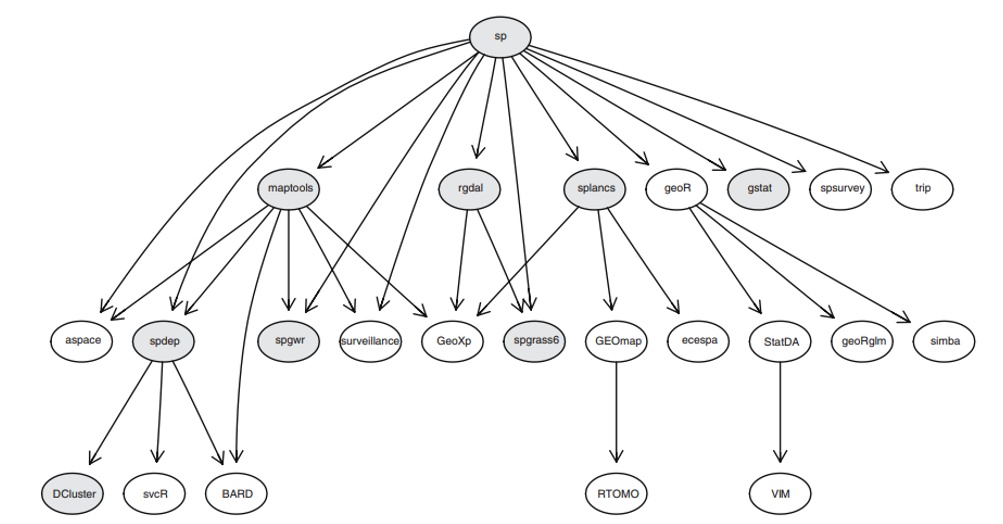 sp
maptools
rgdal
splancs
geoR
gstat
spsurvey
trip
aspace
spdep
spgwr
surveillance
GeoXp
spgrass6
GEOmap
ecespa
StatDA
geoRglm
simba
DCluster
svcR
BARD
RTOMO
VIM